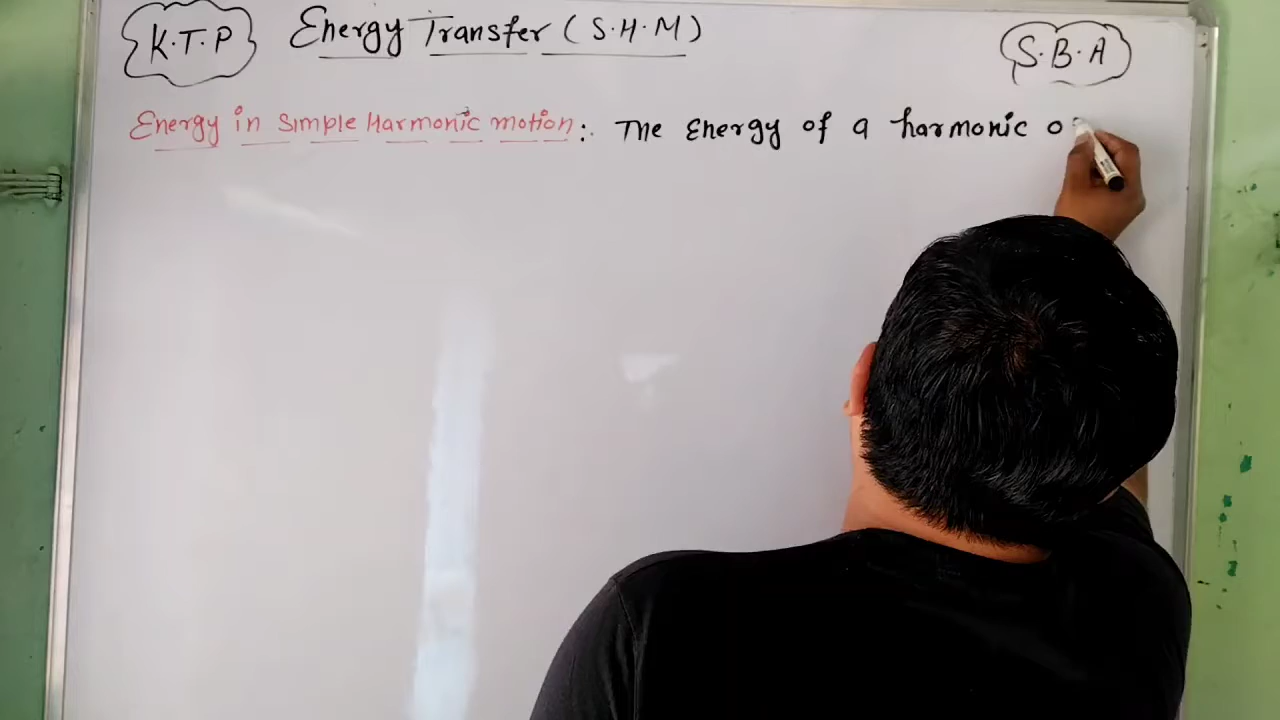 K.T.P Energy Transfer (S.H.M) S.B.A
Energy in simple Harmonic motion:. The Energy of a harmonic